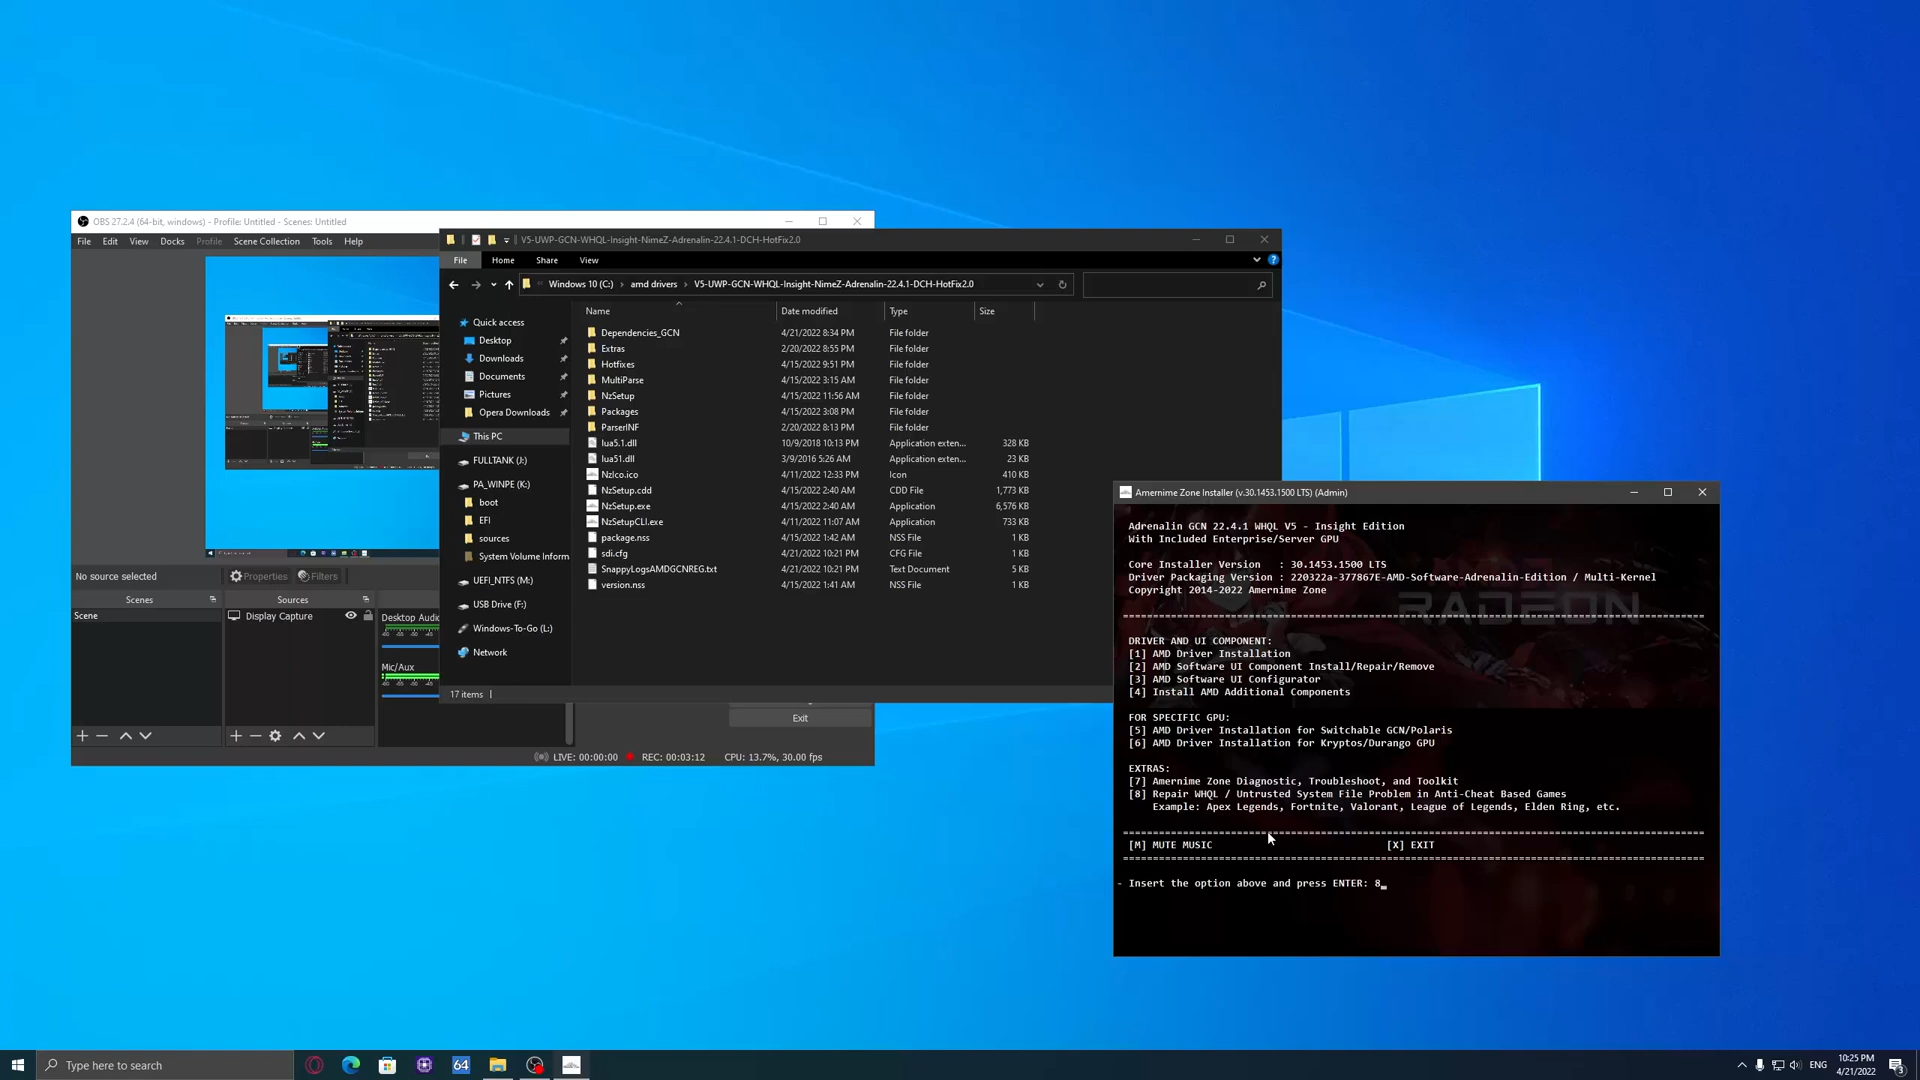 OBS 27.2.4 (64-bit, windows) - Profile: Untitled - Scenes: Untitled
File Edit View Docks Profile Scene Collection Tools Help
No source selected
Properties
Filters
Scenes
Sources
Scene
Display Capture
Desktop Audio
Mic/Aux
Exit
LIVE: 00:00:00 REC: 00:03:12 CPU: 13.7%, 30.00 fps
V5-UWP-GCN-WHQL-Insight-NimeZ-Adrenalin-22.4.1-DCH-HotFix2.0
File Home Share View
Windows 10 (C:) > amd drivers > V5-UWP-GCN-WHQL-Insight-NimeZ-Adrenalin-22.4.1-DCH-HotFix2.0
Quick access
Desktop
Downloads
Documents
Pictures
Opera Downloads
This PC
FULLTANK (J:)
PA_WINPE (K:)
boot
EFI
sources
System Volume Inform
UEFI_NTFS (M:)
USB Drive (F:)
Windows-To-Go (L:)
Network
Name Date modified Type Size
Dependencies_GCN 4/21/2022 8:34 PM File folder
Extras 2/20/2022 8:55 PM File folder
Hotfixes 4/15/2022 9:51 PM File folder
MultiParse 4/15/2022 3:15 AM File folder
NzSetup 4/15/2022 11:56 AM File folder
Packages 4/15/2022 3:08 PM File folder
ParserINF 2/20/2022 8:13 PM File folder
lua5.1.dll 10/9/2018 10:13 PM Application exten... 328 KB
lua51.dll 3/9/2016 5:26 AM Application exten... 23 KB
NzIco.ico 4/11/2022 12:33 PM Icon 410 KB
NzSetup.cdd 4/15/2022 2:40 AM CDD File 1,773 KB
NzSetup.exe 4/15/2022 2:40 AM Application 6,576 KB
NzSetupCLI.exe 4/11/2022 11:07 AM Application 733 KB
package.nss 4/15/2022 1:42 AM NSS File 1 KB
sdi.cfg 4/21/2022 10:21 PM CFG File 1 KB
SnappyLogsAMDGCNREG.txt 4/21/2022 10:21 PM Text Document 5 KB
version.nss 4/15/2022 1:41 AM NSS File 1 KB
17 items
Amernime Zone Installer (v.30.1453.1500 LTS) (Admin)
Adrenalin GCN 22.4.1 WHQL V5 - Insight Edition
With Included Enterprise/Server GPU
Core Installer Version : 30.1453.1500 LTS
Driver Packaging Version : 220322a-377867E-AMD-Software-Adrenalin-Edition / Multi-Kernel
Copyright 2014-2022 Amernime Zone
RADEON
DRIVER AND UI COMPONENT:
[1] AMD Driver Installation
[2] AMD Software UI Component Install/Repair/Remove
[3] AMD Software UI Configurator
[4] Install AMD Additional Components
FOR SPECIFIC GPU:
[5] AMD Driver Installation for Switchable GCN/Polaris
[6] AMD Driver Installation for Kryptos/Durango GPU
EXTRAS:
[7] Amernime Zone Diagnostic, Troubleshoot, and Toolkit
[8] Repair WHQL / Untrusted System File Problem in Anti-Cheat Based Games
Example: Apex Legends, Fortnite, Valorant, League of Legends, Elden Ring, etc.
[M] MUTE MUSIC [X] EXIT
- Insert the option above and press ENTER: 8_
Type here to search
64
ENG
10:25 PM
4/21/2022
3